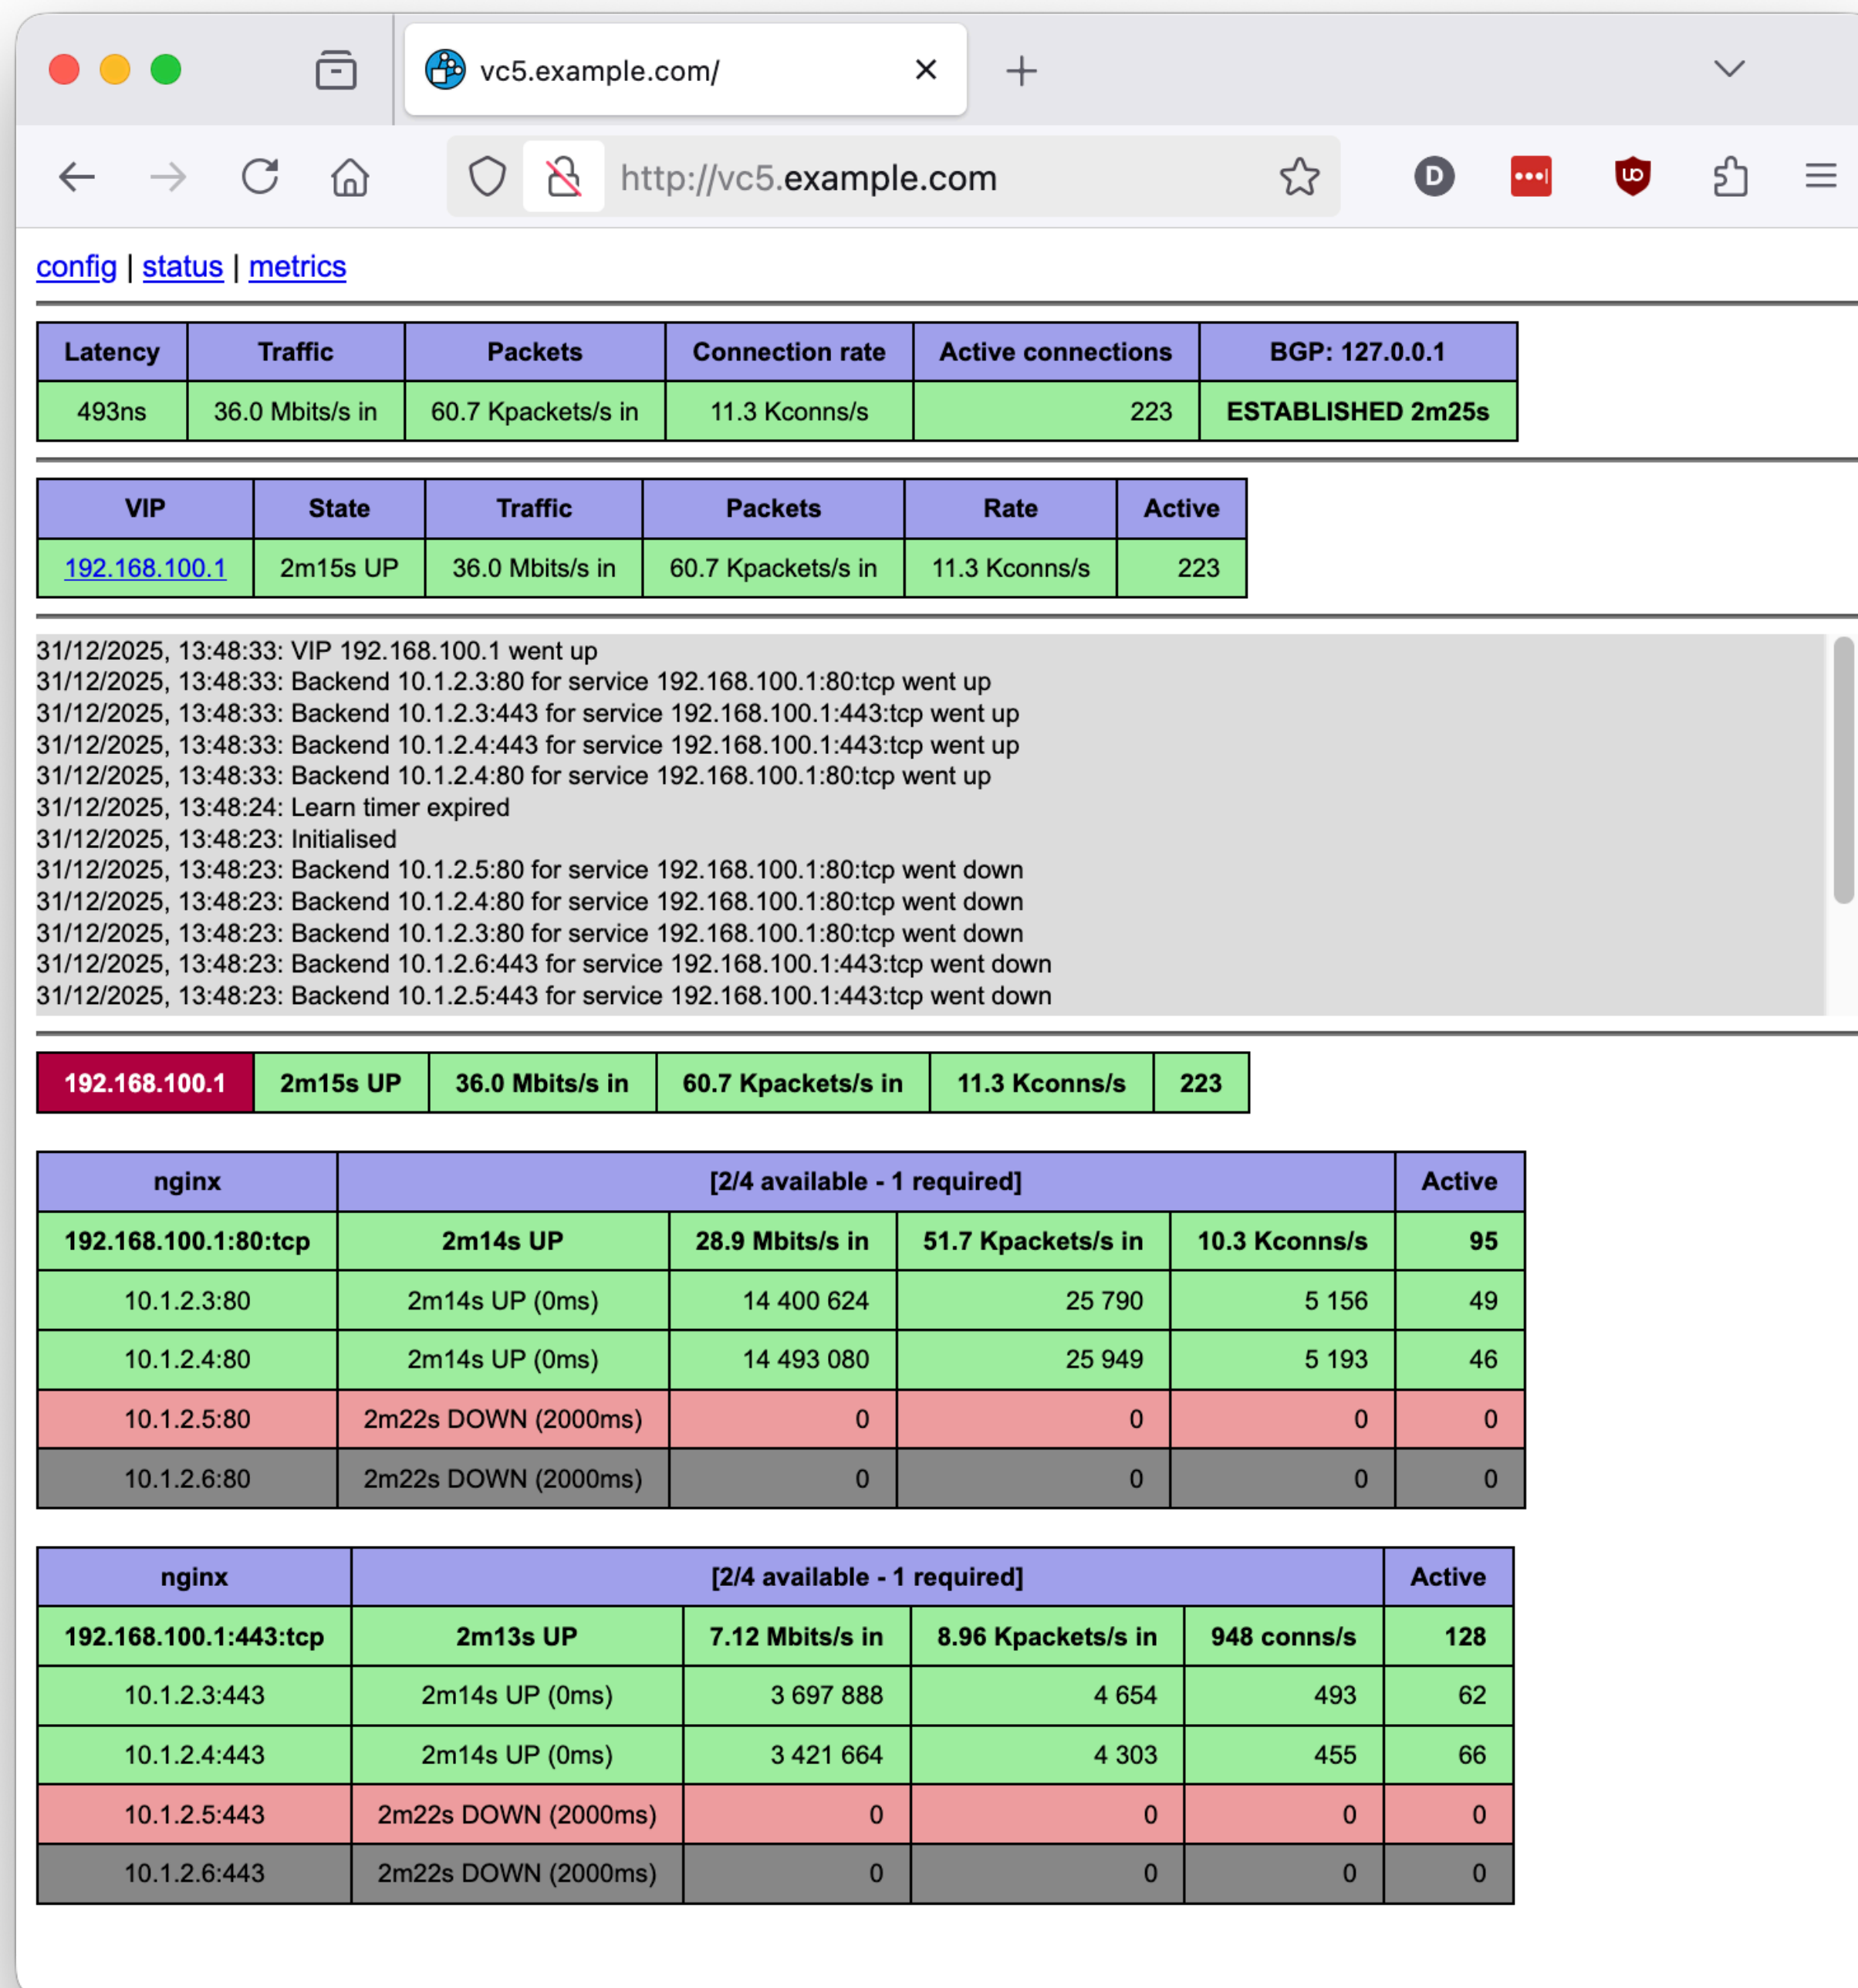 vc5.example.com/
http://vc5.example.com
D
config | status | metrics
Latency Traffic Packets Connection rate Active connections BGP: 127.0.0.1
493ns 36.0 Mbits/s in 60.7 Kpackets/s in 11.3 Kconns/s 223 ESTABLISHED 2m25s
VIP State Traffic Packets Rate Active
192.168.100.1 2m15s UP 36.0 Mbits/s in 60.7 Kpackets/s in 11.3 Kconns/s 223
31/12/2025, 13:48:33: VIP 192.168.100.1 went up
31/12/2025, 13:48:33: Backend 10.1.2.3:80 for service 192.168.100.1:80:tcp went up
31/12/2025, 13:48:33: Backend 10.1.2.3:443 for service 192.168.100.1:443:tcp went up
31/12/2025, 13:48:33: Backend 10.1.2.4:443 for service 192.168.100.1:443:tcp went up
31/12/2025, 13:48:33: Backend 10.1.2.4:80 for service 192.168.100.1:80:tcp went up
31/12/2025, 13:48:24: Learn timer expired
31/12/2025, 13:48:23: Initialised
31/12/2025, 13:48:23: Backend 10.1.2.5:80 for service 192.168.100.1:80:tcp went down
31/12/2025, 13:48:23: Backend 10.1.2.4:80 for service 192.168.100.1:80:tcp went down
31/12/2025, 13:48:23: Backend 10.1.2.3:80 for service 192.168.100.1:80:tcp went down
31/12/2025, 13:48:23: Backend 10.1.2.6:443 for service 192.168.100.1:443:tcp went down
31/12/2025, 13:48:23: Backend 10.1.2.5:443 for service 192.168.100.1:443:tcp went down
192.168.100.1 2m15s UP 36.0 Mbits/s in 60.7 Kpackets/s in 11.3 Kconns/s 223
nginx [2/4 available - 1 required] Active
192.168.100.1:80:tcp 2m14s UP 28.9 Mbits/s in 51.7 Kpackets/s in 10.3 Kconns/s 95
10.1.2.3:80 2m14s UP (0ms) 14 400 624 25 790 5 156 49
10.1.2.4:80 2m14s UP (0ms) 14 493 080 25 949 5 193 46
10.1.2.5:80 2m22s DOWN (2000ms) 0 0 0 0
10.1.2.6:80 2m22s DOWN (2000ms) 0 0 0 0
nginx [2/4 available - 1 required] Active
192.168.100.1:443:tcp 2m13s UP 7.12 Mbits/s in 8.96 Kpackets/s in 948 conns/s 128
10.1.2.3:443 2m14s UP (0ms) 3 697 888 4 654 493 62
10.1.2.4:443 2m14s UP (0ms) 3 421 664 4 303 455 66
10.1.2.5:443 2m22s DOWN (2000ms) 0 0 0 0
10.1.2.6:443 2m22s DOWN (2000ms) 0 0 0 0